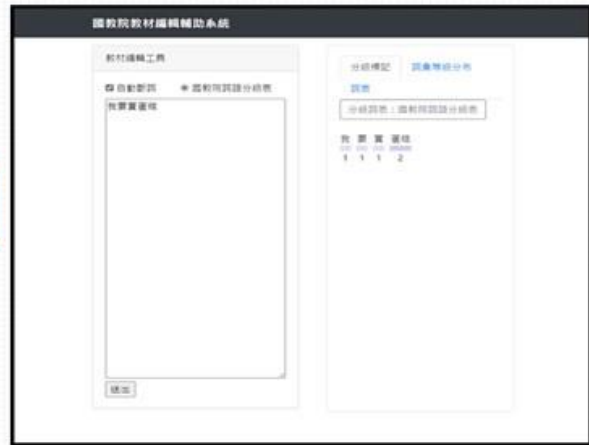 國教院教材編輯輔助系統
教材編輯工具
自動斷詞 國教院詞語分級表
我要買蛋糕
送出
分級標記 詞彙等級分布
詞表
分級詞表：國教院詞語分級表
我 要 買 蛋糕
1 1 1 2